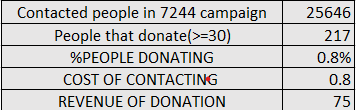 Contacted people in 7244 campaign 25646
People that donate(>=30) 217
%PEOPLE DONATING 0.8%
COST OF CONTACTING 0.8
REVENUE OF DONATION 75